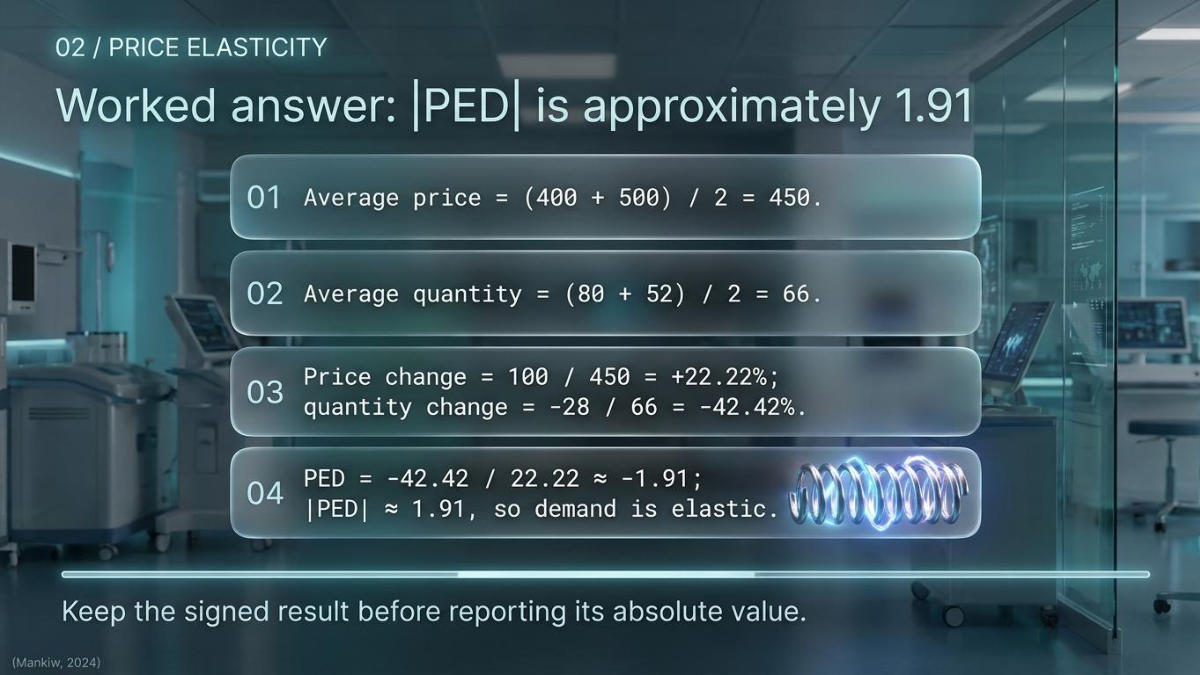 02 / PRICE ELASTICITY
Worked answer: |PED| is approximately 1.91
01 Average price = (400 + 500) / 2 = 450.
02 Average quantity = (80 + 52) / 2 = 66.
03 Price change = 100 / 450 = +22.22%;
quantity change = -28 / 66 = -42.42%.
04 PED = -42.42 / 22.22 ≈ -1.91;
|PED| ≈ 1.91, so demand is elastic.
Keep the signed result before reporting its absolute value.
(Mankiw, 2024)